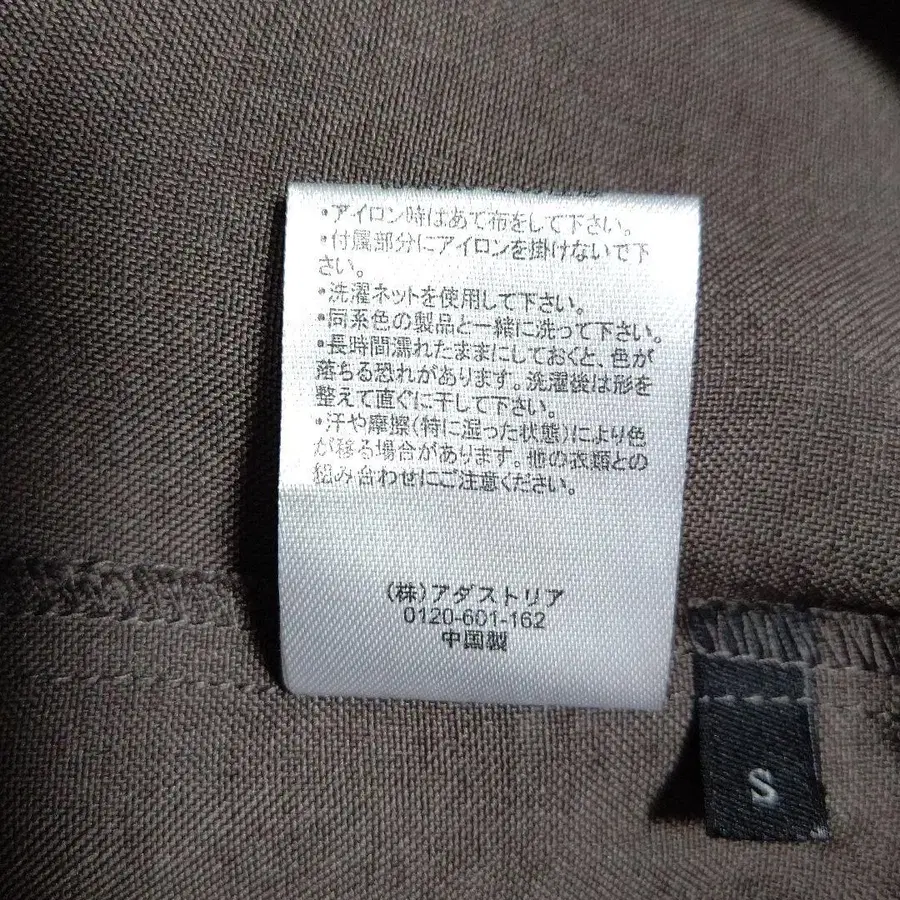 ・アイロン時はあて布をして下さい。
・付属部分にアイロンを掛けないで下
さい。
・洗濯ネットを使用して下さい。
・同系色の製品と一緒に洗って下さい。
・長時間濡れたままにしておくと、色が
落ちる恐れがあります。洗濯後は形を
整えて直ぐに干して下さい。
・汗や摩擦(特に湿った状態)により色
が移る場合があります。他の衣類との
組み合わせにご注意ください。
(株)アダストリア
0120-601-162
中国製
S